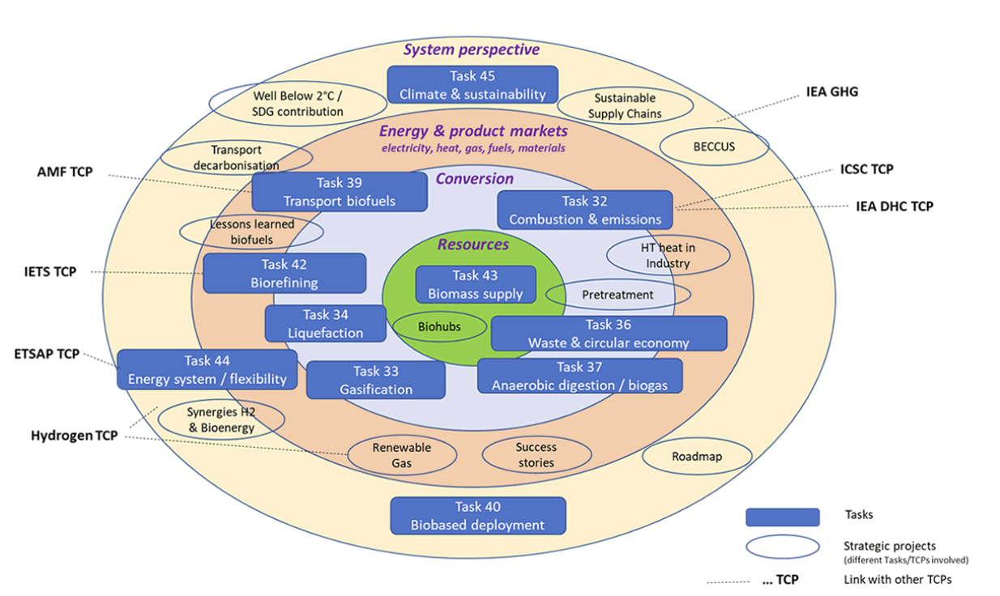 System perspective
Task 45
Climate & sustainability
Well Below 2°C /
SDG contribution
Sustainable
Supply Chains
IEA GHG
Energy & product markets
electricity, heat, gas, fuels, materials
BECCUS
Transport
decarbonisation
AMF TCP
ICSC TCP
Task 39
Transport biofuels
Conversion
Task 32
Combustion & emissions
IEA DHC TCP
Lessons learned
biofuels
Resources
HT heat in
Industry
IETS TCP
Task 42
Biorefining
Task 43
Biomass supply
Pretreatment
Task 34
Liquefaction
Biohubs
Task 36
Waste & circular economy
ETSAP TCP
Task 44
Energy system / flexibility
Task 33
Gasification
Task 37
Anaerobic digestion / biogas
Synergies H2
& Bioenergy
Hydrogen TCP
Renewable
Gas
Success
stories
Roadmap
Task 40
Biobased deployment
Tasks
Strategic projects
(different Tasks/TCPs involved)
... TCP
Link with other TCPs